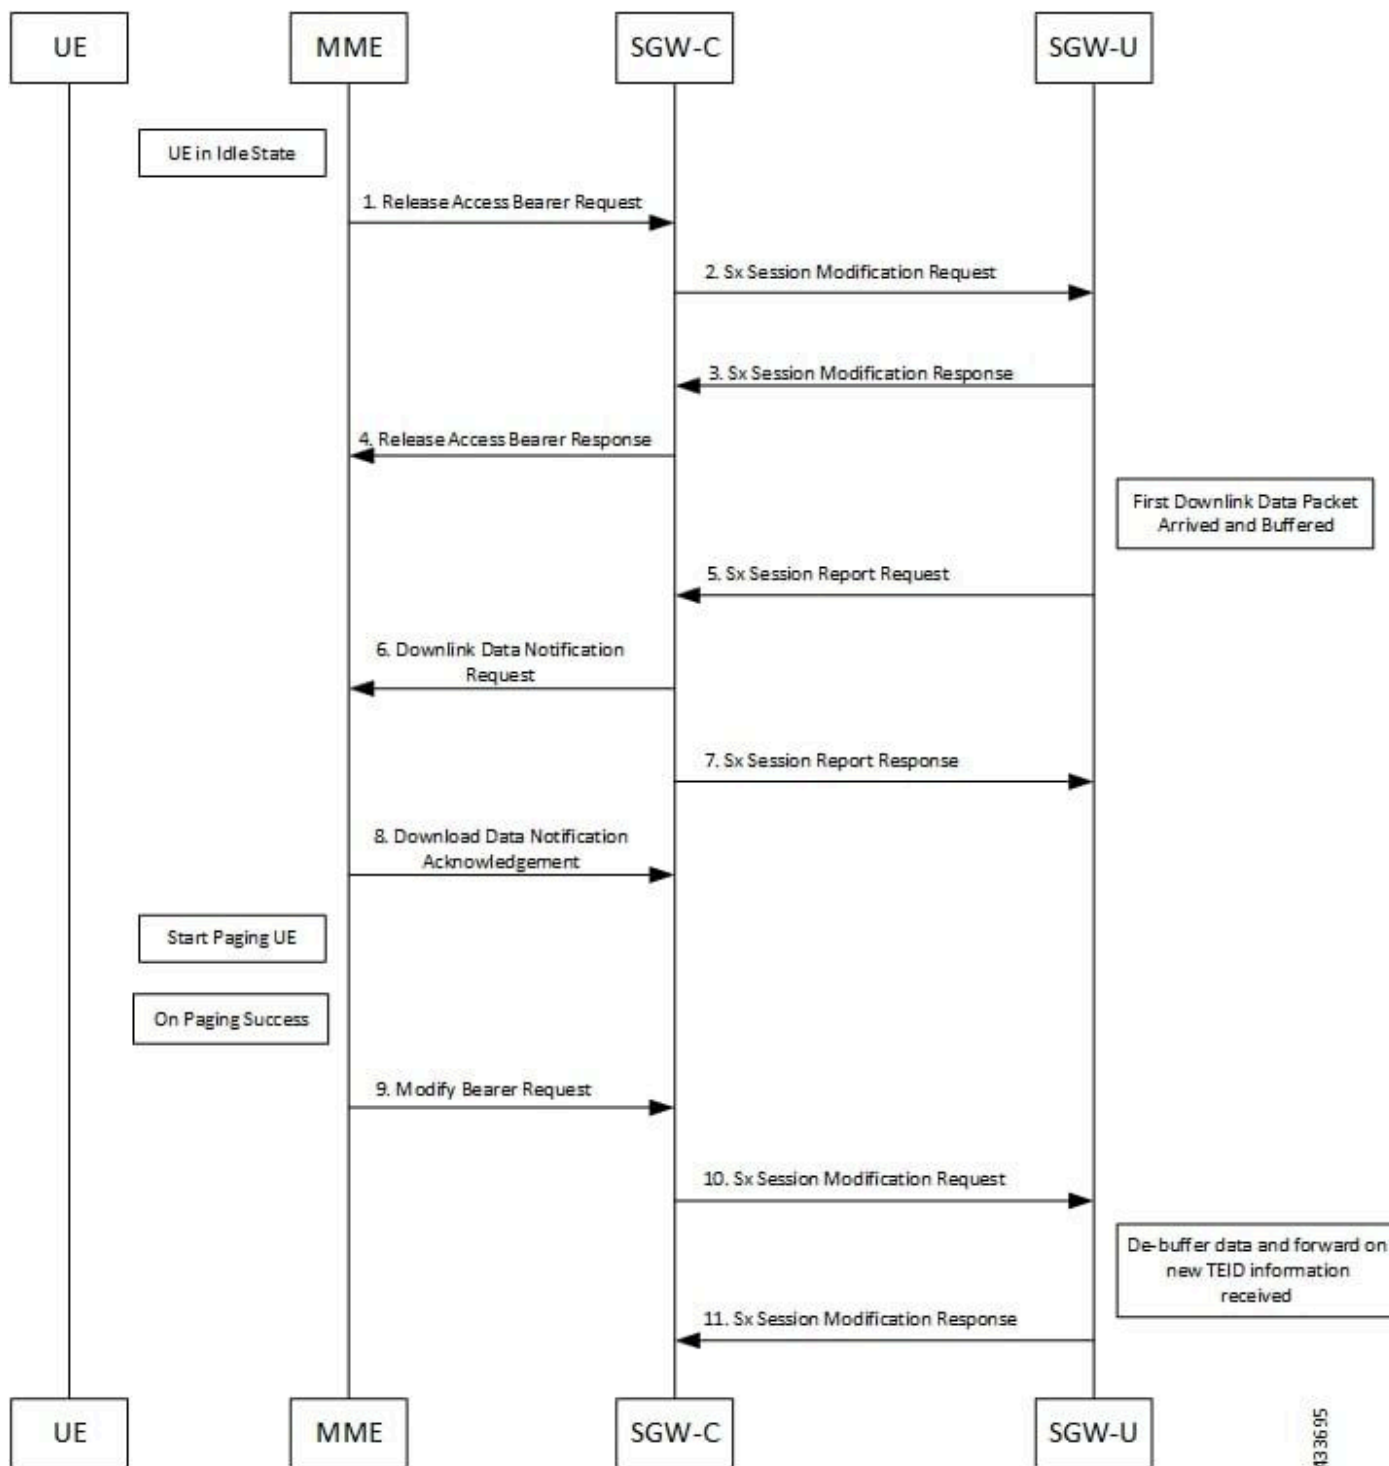 UE
MME
SGW-C
SGW-U
UE in Idle State
1. Release Access Bearer Request
2. Sx Session Modification Request
3. Sx Session Modification Response
4. Release Access Bearer Response
First Downlink Data Packet
Arrived and Buffered
5. Sx Session Report Request
6. Downlink Data Notification
Request
7. Sx Session Report Response
8. Download Data Notification
Acknowledgement
Start Paging UE
On Paging Success
9. Modify Bearer Request
10. Sx Session Modification Request
De-buffer data and forward on
new TEID information
received
11. Sx Session Modification Response
UE
MME
SGW-C
SGW-U
433695